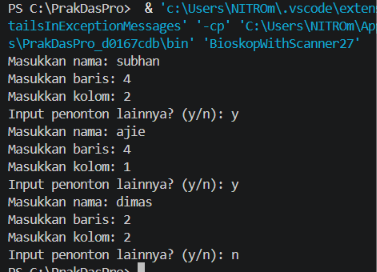 PS C:\PrakDasPro>  & 'c:\Users\NITROm\.vscode\exten
tailsInExceptionMessages' '-cp' 'C:\Users\NITROm\Ap
s\PrakDasPro_d0167cdb\bin' 'BioskopWithScanner27'
Masukkan nama: subhan
Masukkan baris: 4
Masukkan kolom: 2
Input penonton lainnya? (y/n): y
Masukkan nama: ajie
Masukkan baris: 4
Masukkan kolom: 1
Input penonton lainnya? (y/n): y
Masukkan nama: dimas
Masukkan baris: 2
Masukkan kolom: 2
Input penonton lainnya? (y/n): n
PS C:\PrakDasPro>